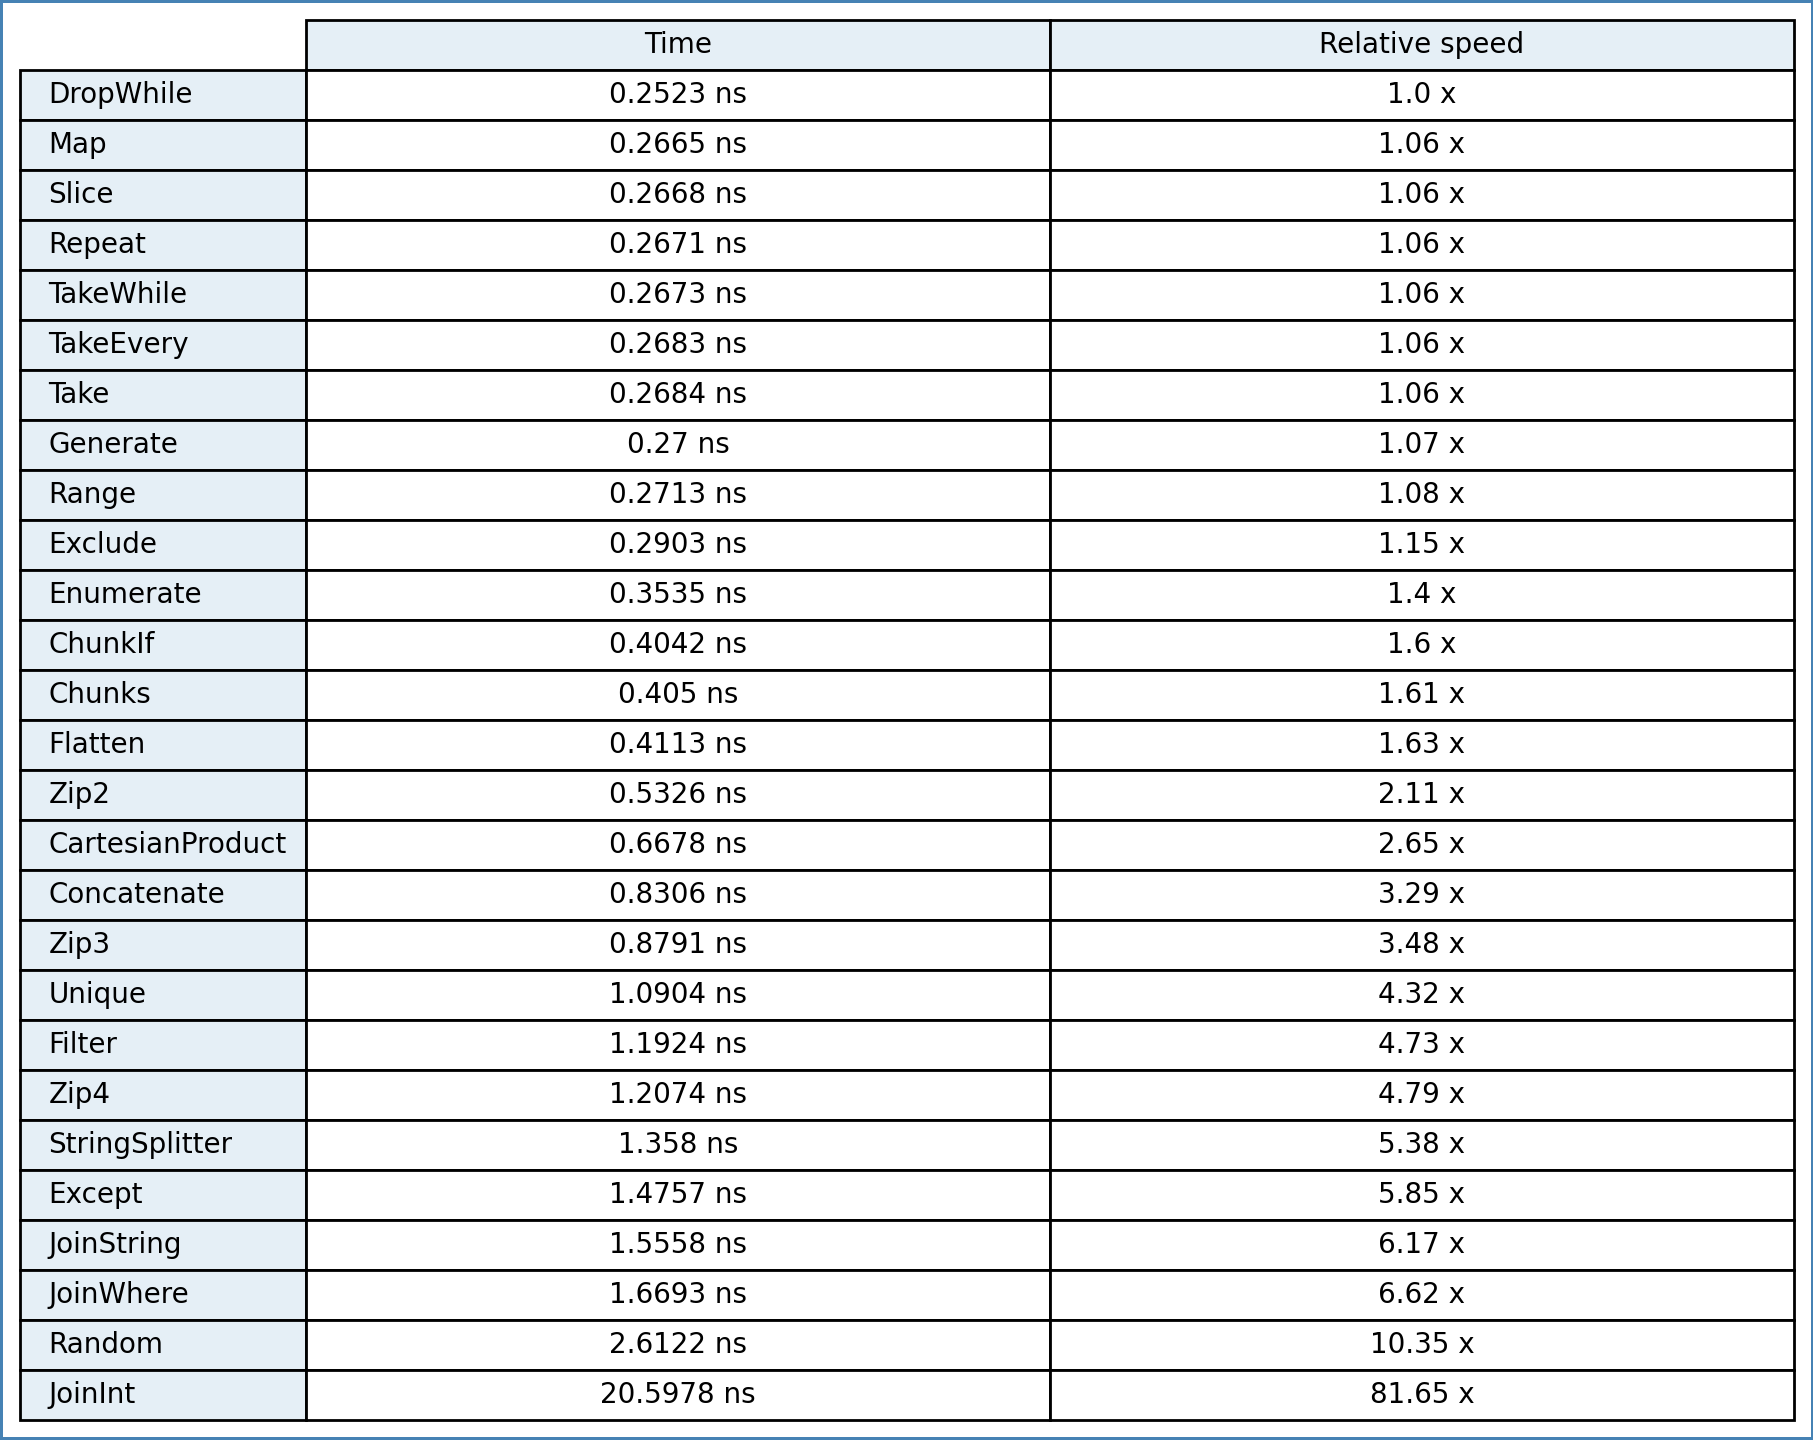 Time Relative speed
DropWhile 0.2523 ns 1.0 x
Map 0.2665 ns 1.06 x
Slice 0.2668 ns 1.06 x
Repeat 0.2671 ns 1.06 x
TakeWhile 0.2673 ns 1.06 x
TakeEvery 0.2683 ns 1.06 x
Take 0.2684 ns 1.06 x
Generate 0.27 ns 1.07 x
Range 0.2713 ns 1.08 x
Exclude 0.2903 ns 1.15 x
Enumerate 0.3535 ns 1.4 x
ChunkIf 0.4042 ns 1.6 x
Chunks 0.405 ns 1.61 x
Flatten 0.4113 ns 1.63 x
Zip2 0.5326 ns 2.11 x
CartesianProduct 0.6678 ns 2.65 x
Concatenate 0.8306 ns 3.29 x
Zip3 0.8791 ns 3.48 x
Unique 1.0904 ns 4.32 x
Filter 1.1924 ns 4.73 x
Zip4 1.2074 ns 4.79 x
StringSplitter 1.358 ns 5.38 x
Except 1.4757 ns 5.85 x
JoinString 1.5558 ns 6.17 x
JoinWhere 1.6693 ns 6.62 x
Random 2.6122 ns 10.35 x
JoinInt 20.5978 ns 81.65 x